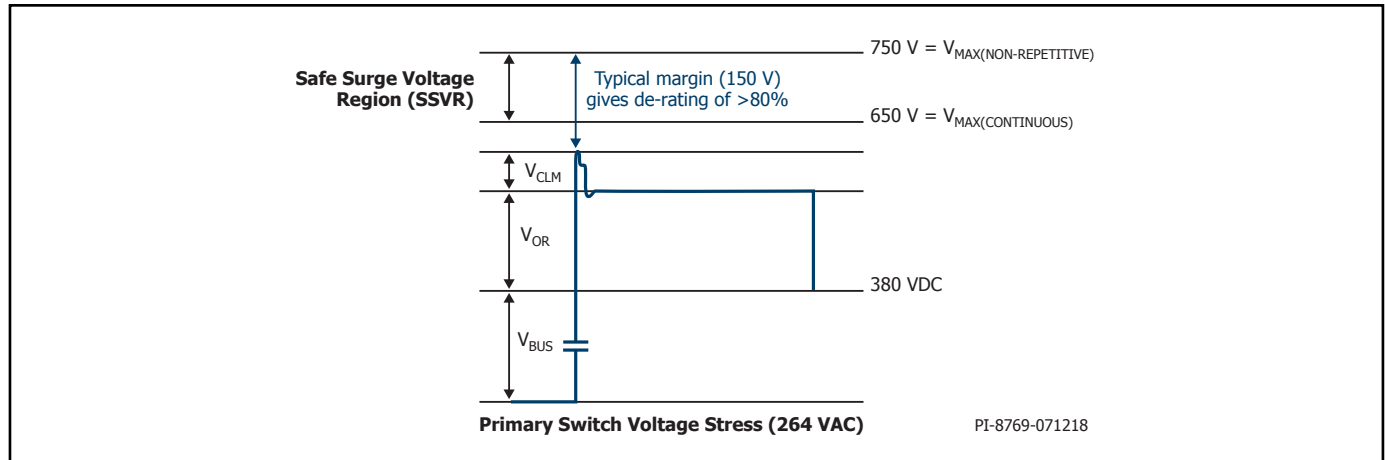 750 V = VMAX(NON-REPETITIVE)
Safe Surge Voltage
Region (SSVR)
Typical margin (150 V)
gives de-rating of >80%
650 V = VMAX(CONTINUOUS)
VCLM
VOR
380 VDC
VBUS
Primary Switch Voltage Stress (264 VAC)
PI-8769-071218